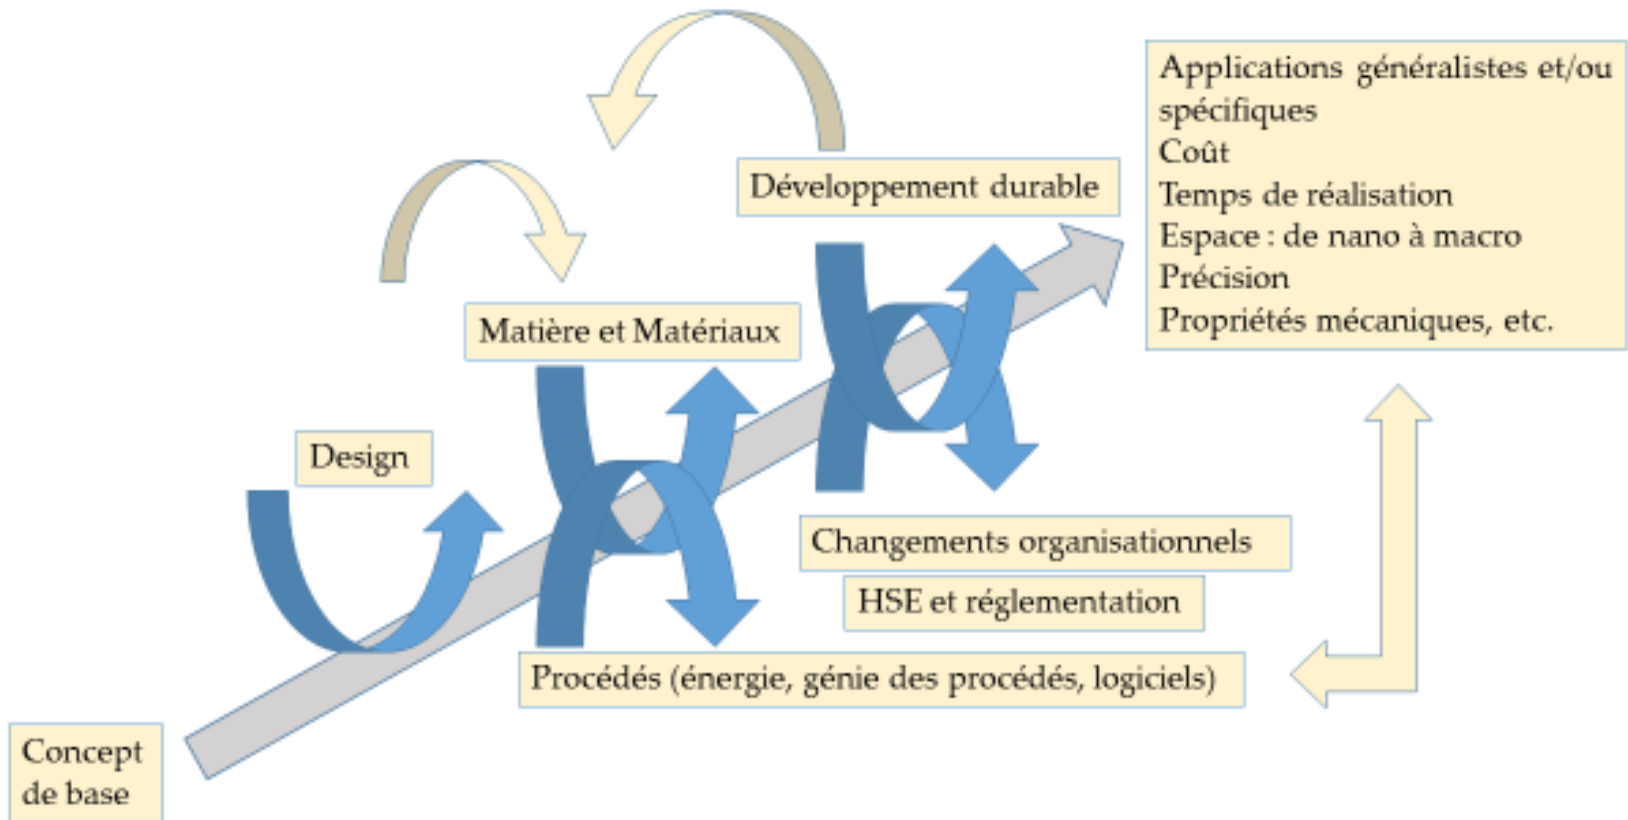 Applications généralistes et/ou
spécifiques
Coût
Temps de réalisation
Espace : de nano à macro
Précision
Propriétés mécaniques, etc.
Développement durable
Matière et Matériaux
Design
Changements organisationnels
HSE et réglementation
Procédés (énergie, génie des procédés, logiciels)
Concept
de base